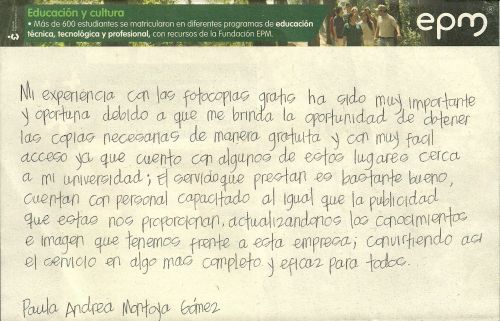 Educación y cultura
• Más de 600 estudiantes se matricularon en diferentes programas de educación
técnica, tecnológica y profesional, con recursos de la Fundación EPM.
epm
Mi experiencia con las fotocopias gratis ha sido muy importante
y oportuna debido a que me brinda la oportunidad de obtener
las copias necesarias de manera gratuita y con muy facil
acceso ya que cuento con algunos de estos lugares cerca
a mi universidad; El servicio que prestan es bastante bueno,
cuentan con personal capacitado al igual que la publicidad
que estas nos proporcionan, actualizandonos los conocimientos
e imagen que tenemos frente a esta empresa; convirtiendo asi
el servicio en algo mas completo y eficaz para todos.
Paula Andrea Montoya Gómez